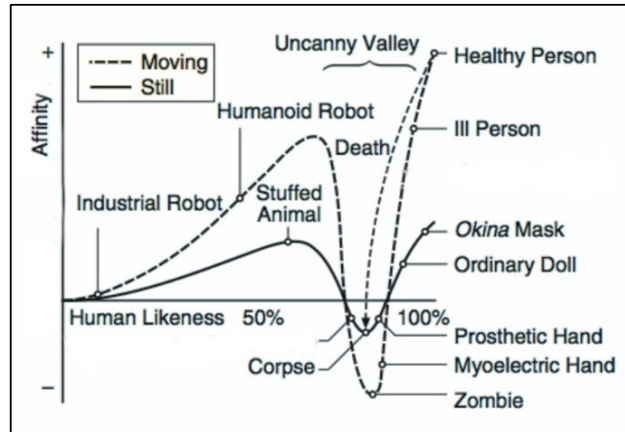 +
Moving
Still
Affinity
Uncanny Valley
Healthy Person
Humanoid Robot
Ill Person
Death
Stuffed
Animal
Industrial Robot
Okina Mask
Ordinary Doll
Human Likeness 50% 100%
Corpse
Prosthetic Hand
Myoelectric Hand
Zombie
−